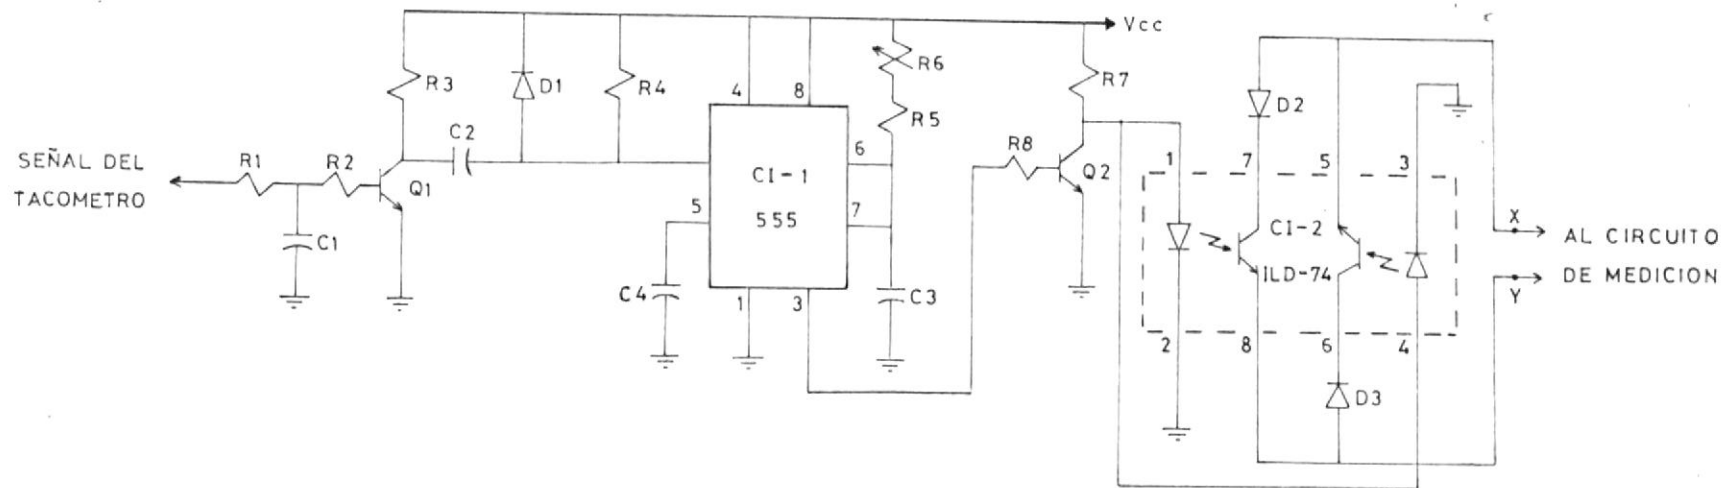 Vcc
R3
D1
R4
R6
R7
4
8
D2
R5
C2
SEÑAL DEL
TACOMETRO
R1
R2
Q1
C1
6
R8
Q2
CI-1
555
5
7
C4
C3
1
3
1
7
5
3
CI-2
ILD-74
X
Y
AL CIRCUITO
DE MEDICION
2
8
6
4
D3